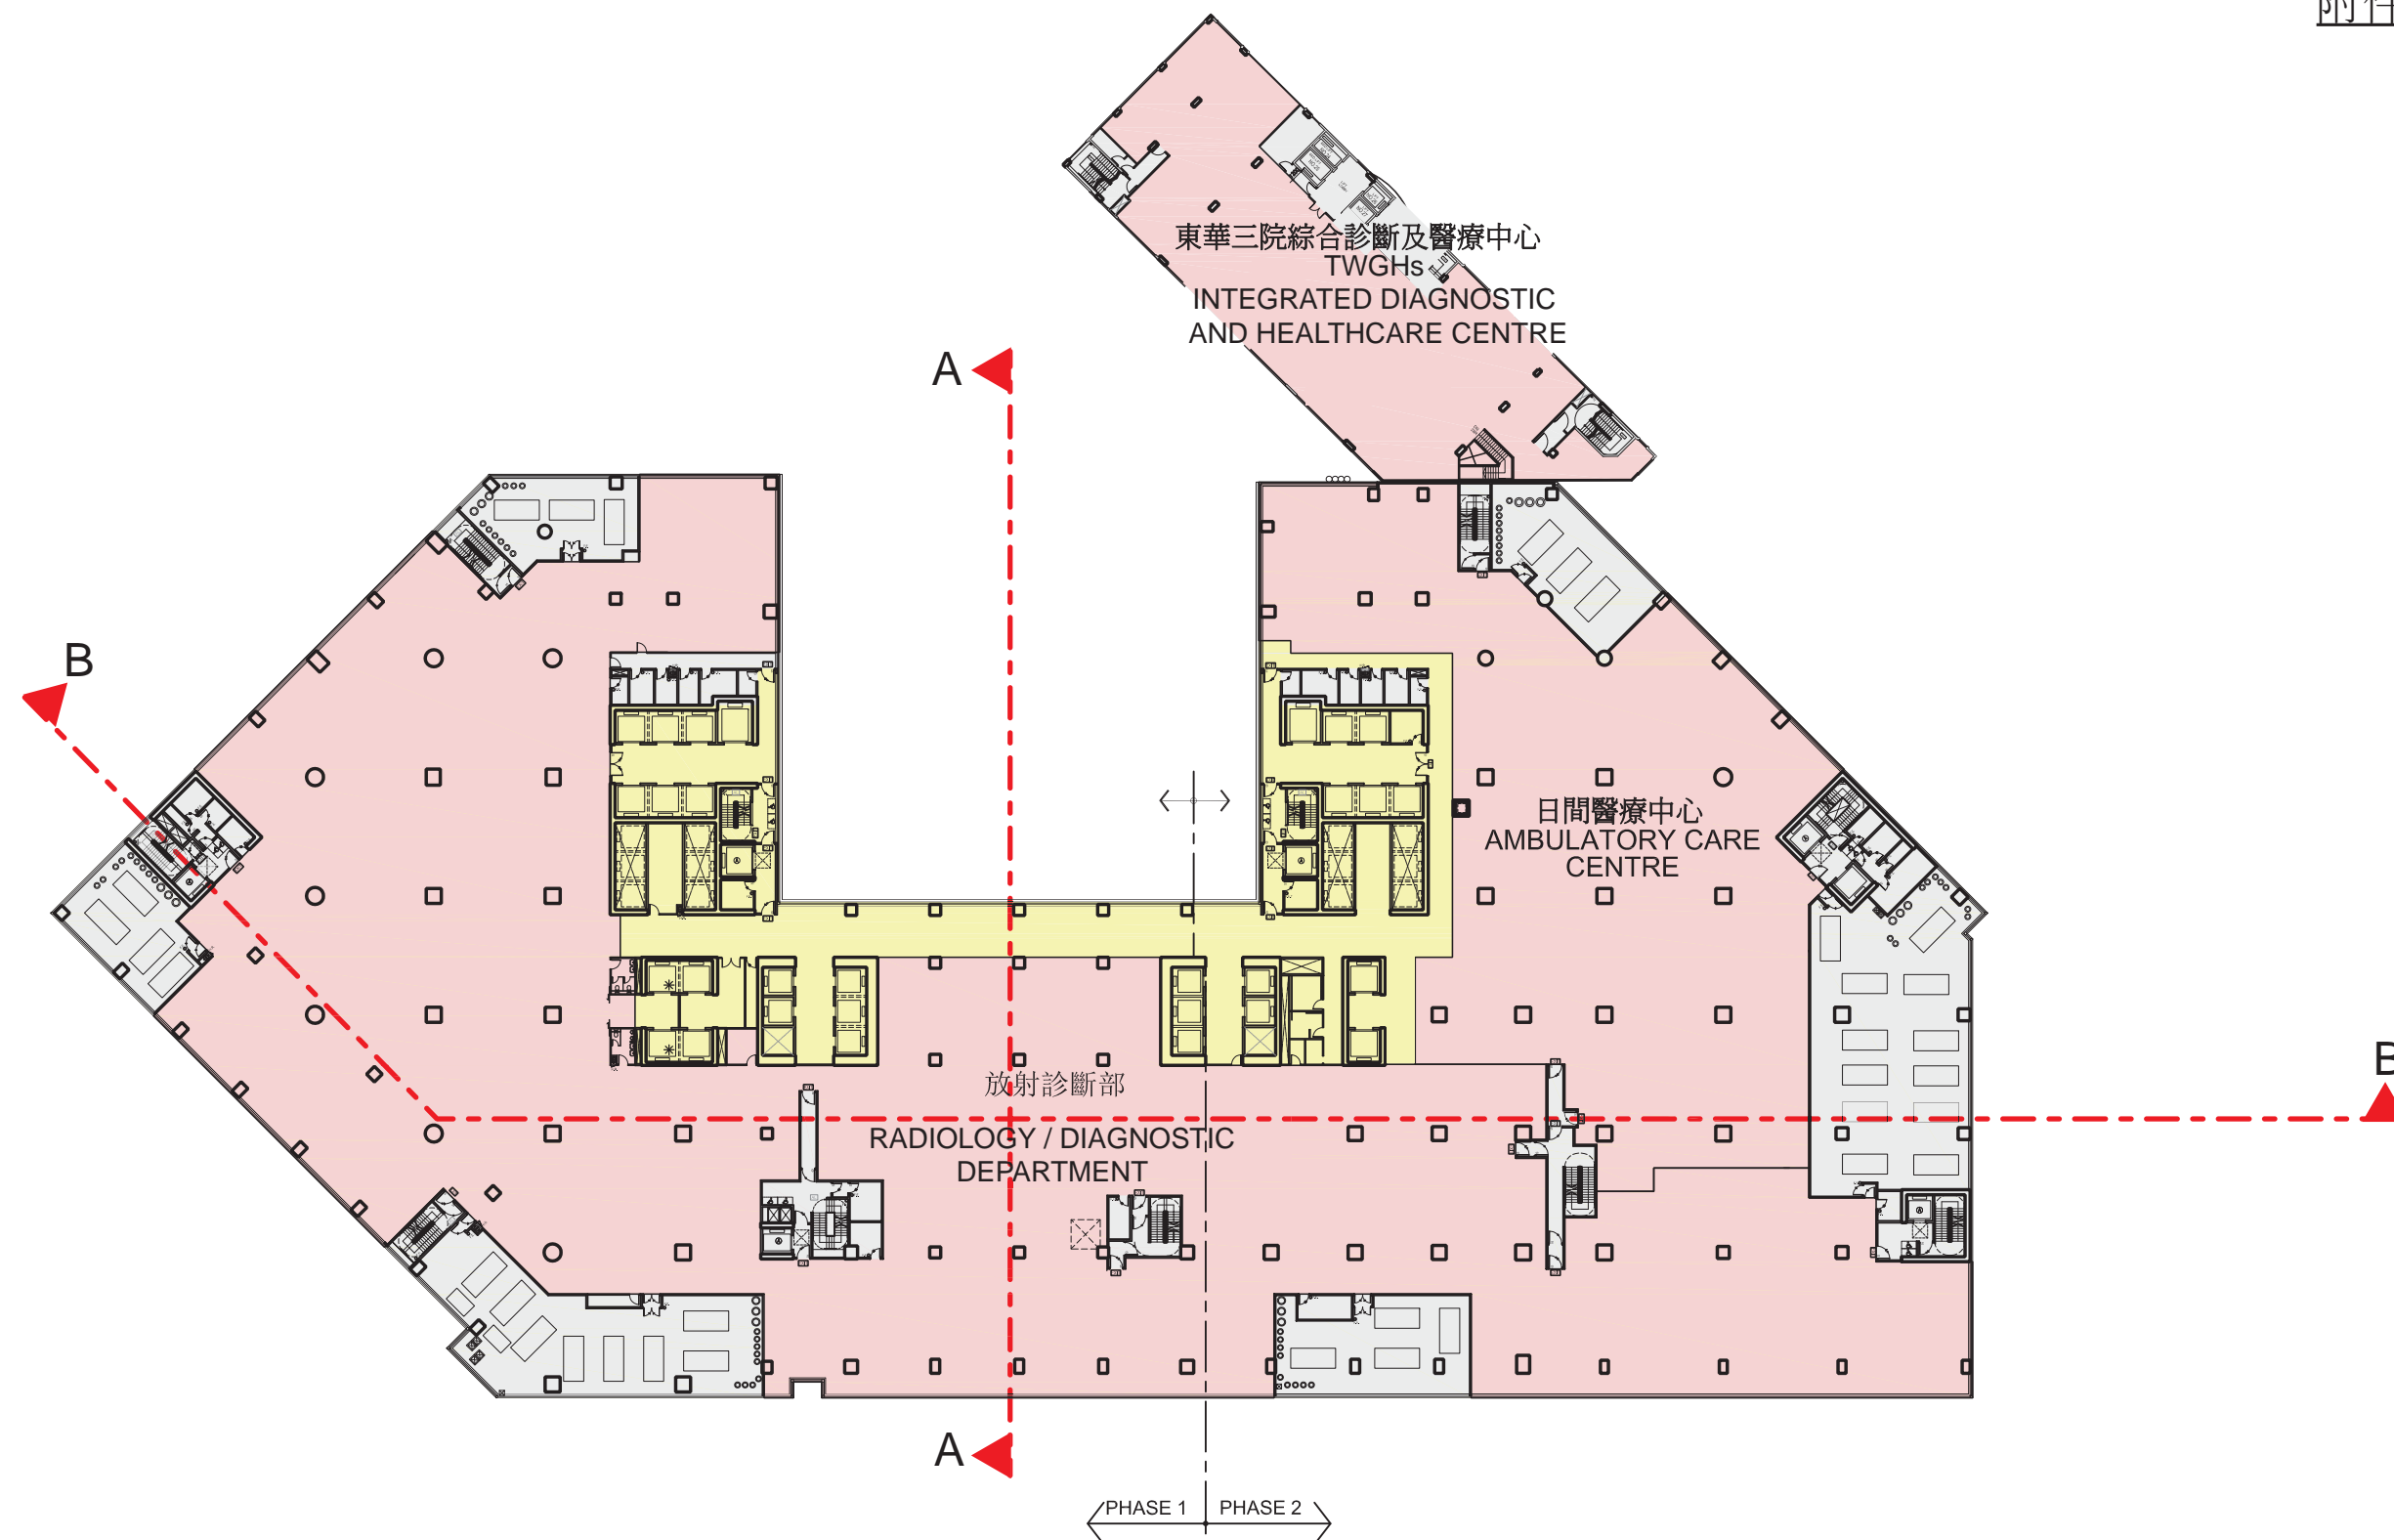 附件
東華三院綜合診斷及醫療中心
TWGHs
INTEGRATED DIAGNOSTIC
AND HEALTHCARE CENTRE
A
B
日間醫療中心
AMBULATORY CARE
CENTRE
B
放射診斷部
RADIOLOGY / DIAGNOSTIC
DEPARTMENT
A
PHASE 1
PHASE 2